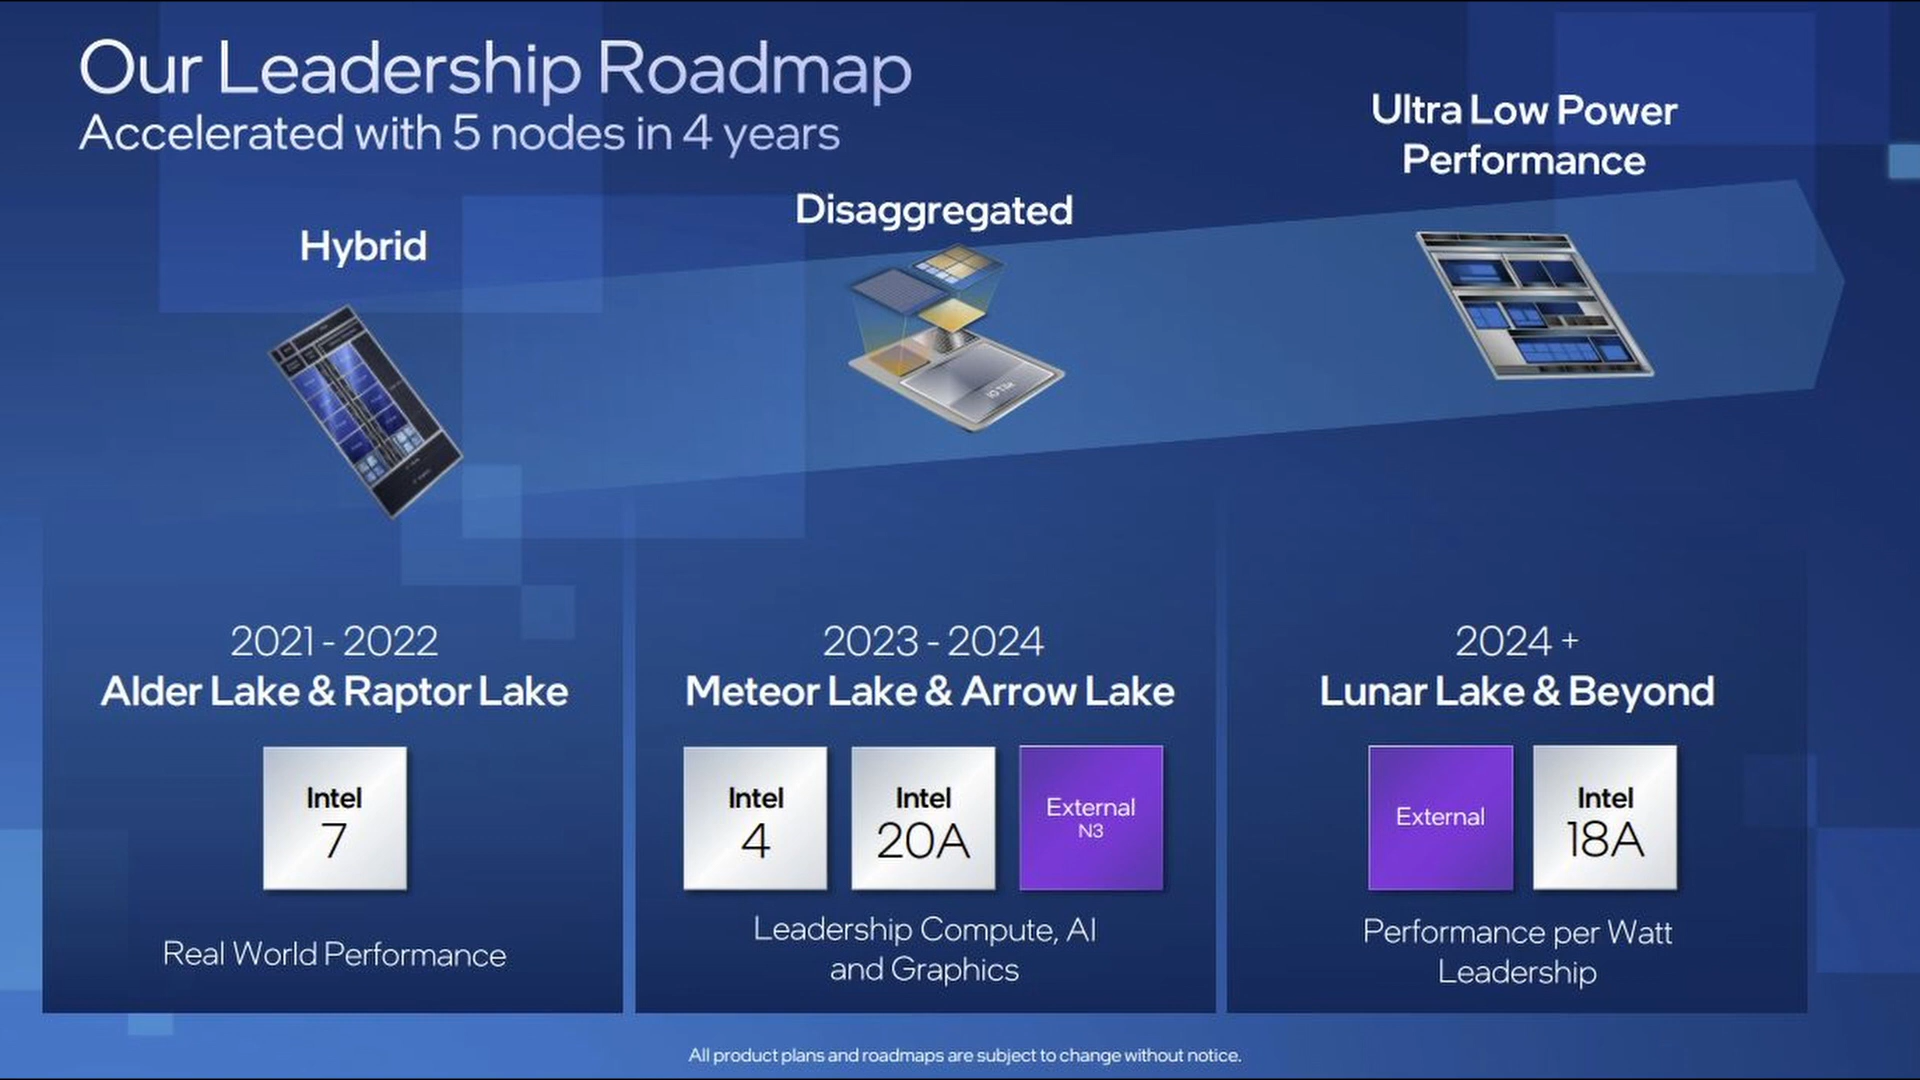 Our Leadership Roadmap
Accelerated with 5 nodes in 4 years
Hybrid
Disaggregated
Ultra Low Power
Performance
IO Tile
2021 - 2022
Alder Lake & Raptor Lake
Intel
7
Real World Performance
2023 - 2024
Meteor Lake & Arrow Lake
Intel
4
Intel
20A
External
N3
Leadership Compute, AI
and Graphics
2024 +
Lunar Lake & Beyond
External
Intel
18A
Performance per Watt
Leadership
All product plans and roadmaps are subject to change without notice.